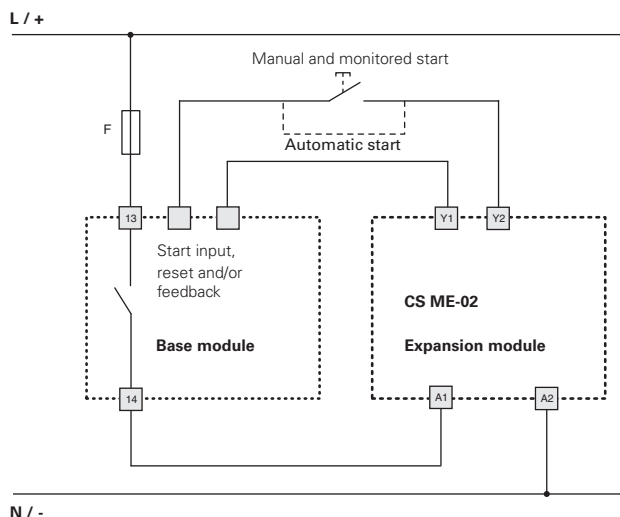 L / +
Manual and monitored start
F
Automatic start
13
Y1
Y2
Start input,
reset and/or
feedback
CS ME-02
Base module
Expansion module
14
A1
A2
N / -